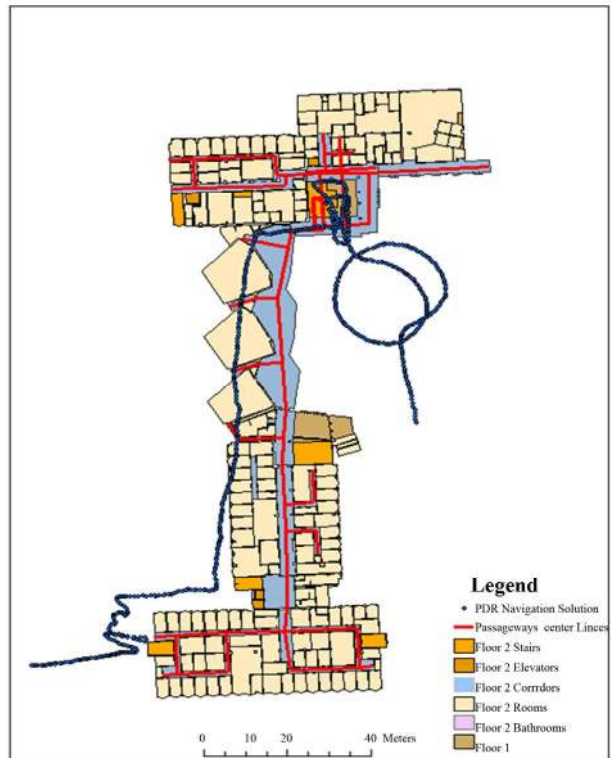 Legend
PDR Navigation Solution
Passageways center Linces
Floor 2 Stairs
Floor 2 Elevators
Floor 2 Corrrdors
Floor 2 Rooms
Floor 2 Bathrooms
Floor 1
0 10 20 40 Meters